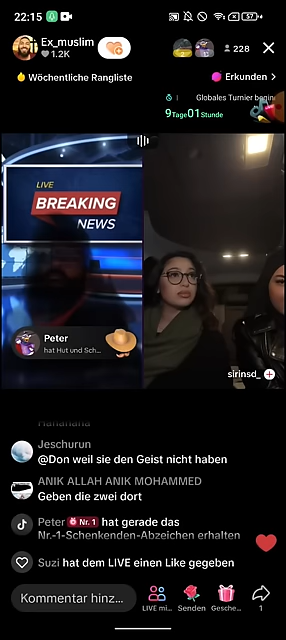 22:15
57
Ex_muslim
1.2K
228
Wöchentliche Rangliste
Erkunden >
Globales Turnier begin
9Tage01Stunde
LIVE
BREAKING
NEWS
Peter
hat Hut und Sch...
sirinsd_
Hahahaha
Jeschurun
@Don weil sie den Geist nicht haben
ANIK ALLAH ANIK MOHAMMED
Geben die zwei dort
Peter Nr. 1 hat gerade das
Nr.-1-Schenkenden-Abzeichen erhalten
Suzi hat dem LIVE einen Like gegeben
Kommentar hinz...
LIVE mi...
Senden
Gesche...
1